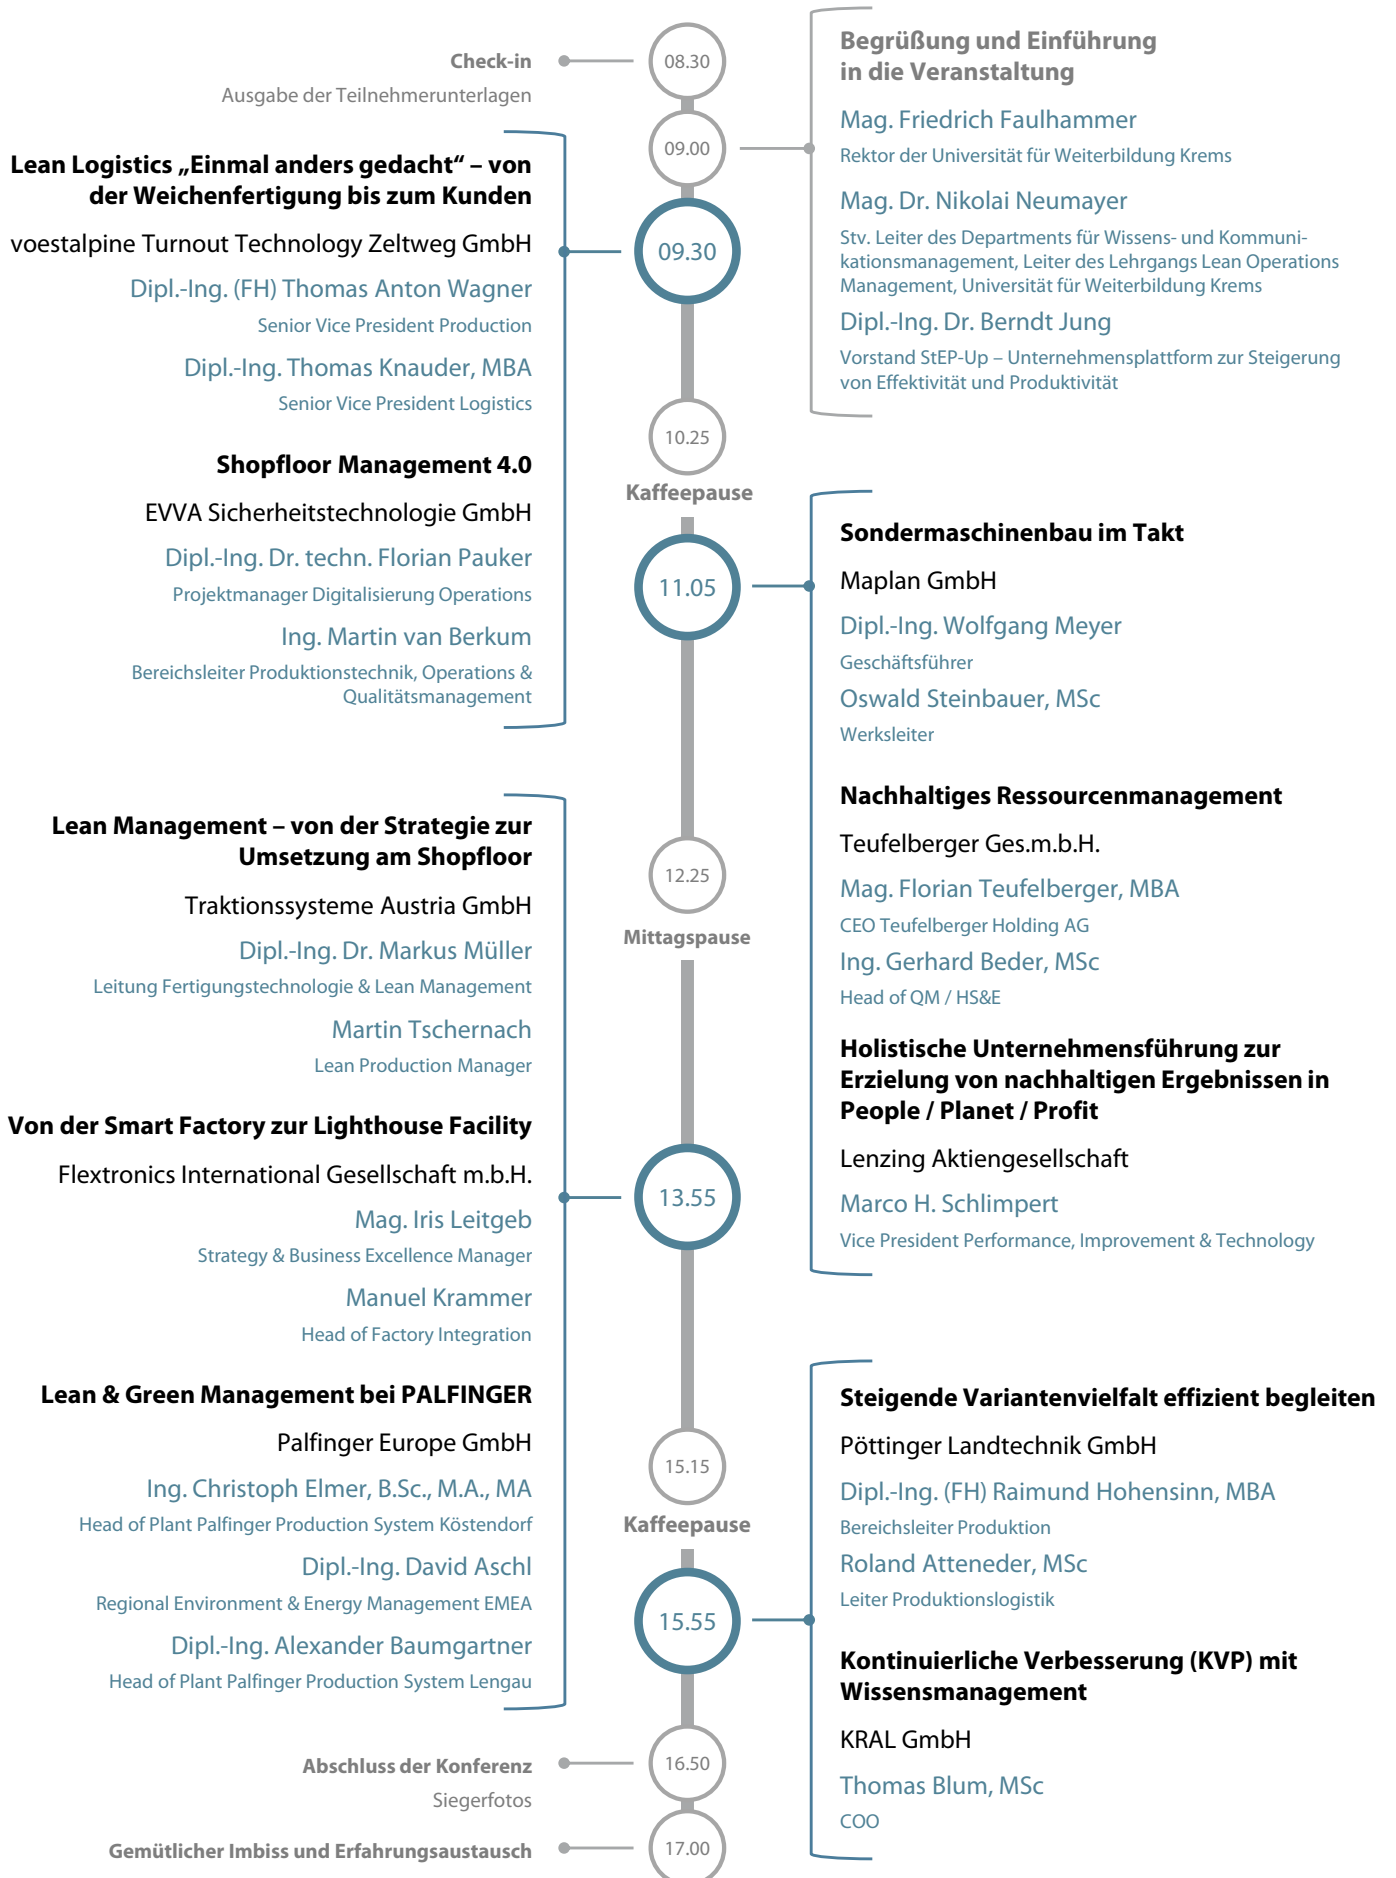 08.30
Check-in
Ausgabe der Teilnehmerunterlagen
09.00
Begrüßung und Einführung
in die Veranstaltung
Mag. Friedrich Faulhammer
Rektor der Universität für Weiterbildung Krems
Mag. Dr. Nikolai Neumayer
Stv. Leiter des Departments für Wissens- und Kommuni-
kationsmanagement, Leiter des Lehrgangs Lean Operations
Management, Universität für Weiterbildung Krems
Dipl.-Ing. Dr. Berndt Jung
Vorstand StEP-Up – Unternehmensplattform zur Steigerung
von Effektivität und Produktivität
09.30
Lean Logistics „Einmal anders gedacht“ – von
der Weichenfertigung bis zum Kunden
voestalpine Turnout Technology Zeltweg GmbH
Dipl.-Ing. (FH) Thomas Anton Wagner
Senior Vice President Production
Dipl.-Ing. Thomas Knauder, MBA
Senior Vice President Logistics
Shopfloor Management 4.0
EVVA Sicherheitstechnologie GmbH
Dipl.-Ing. Dr. techn. Florian Pauker
Projektmanager Digitalisierung Operations
Ing. Martin van Berkum
Bereichsleiter Produktionstechnik, Operations &
Qualitätsmanagement
10.25
Kaffeepause
11.05
Sondermaschinenbau im Takt
Maplan GmbH
Dipl.-Ing. Wolfgang Meyer
Geschäftsführer
Oswald Steinbauer, MSc
Werksleiter
Nachhaltiges Ressourcenmanagement
Teufelberger Ges.m.b.H.
Mag. Florian Teufelberger, MBA
CEO Teufelberger Holding AG
Ing. Gerhard Beder, MSc
Head of QM / HS&E
Holistische Unternehmensführung zur
Erzielung von nachhaltigen Ergebnissen in
People / Planet / Profit
Lenzing Aktiengesellschaft
Marco H. Schlimpert
Vice President Performance, Improvement & Technology
12.25
Mittagspause
13.55
Lean Management – von der Strategie zur
Umsetzung am Shopfloor
Traktionssysteme Austria GmbH
Dipl.-Ing. Dr. Markus Müller
Leitung Fertigungstechnologie & Lean Management
Martin Tschernach
Lean Production Manager
Von der Smart Factory zur Lighthouse Facility
Flextronics International Gesellschaft m.b.H.
Mag. Iris Leitgeb
Strategy & Business Excellence Manager
Manuel Krammer
Head of Factory Integration
Lean & Green Management bei PALFINGER
Palfinger Europe GmbH
Ing. Christoph Elmer, B.Sc., M.A., MA
Head of Plant Palfinger Production System Köstendorf
Dipl.-Ing. David Aschl
Regional Environment & Energy Management EMEA
Dipl.-Ing. Alexander Baumgartner
Head of Plant Palfinger Production System Lengau
15.15
Kaffeepause
15.55
Steigende Variantenvielfalt effizient begleiten
Pöttinger Landtechnik GmbH
Dipl.-Ing. (FH) Raimund Hohensinn, MBA
Bereichsleiter Produktion
Roland Atteneder, MSc
Leiter Produktionslogistik
Kontinuierliche Verbesserung (KVP) mit
Wissensmanagement
KRAL GmbH
Thomas Blum, MSc
COO
16.50
Abschluss der Konferenz
Siegerfotos
17.00
Gemütlicher Imbiss und Erfahrungsaustausch